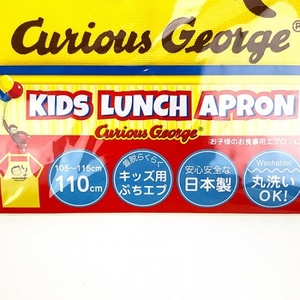 Curious George®
KIDS LUNCH APRON
Curious George®
お子様のお食事用エプロンに
105~115cm
110cm
着脱らくらく
キッズ用
ぷちエプ
安心安全な
日本製
Washable!
丸洗い
OK!